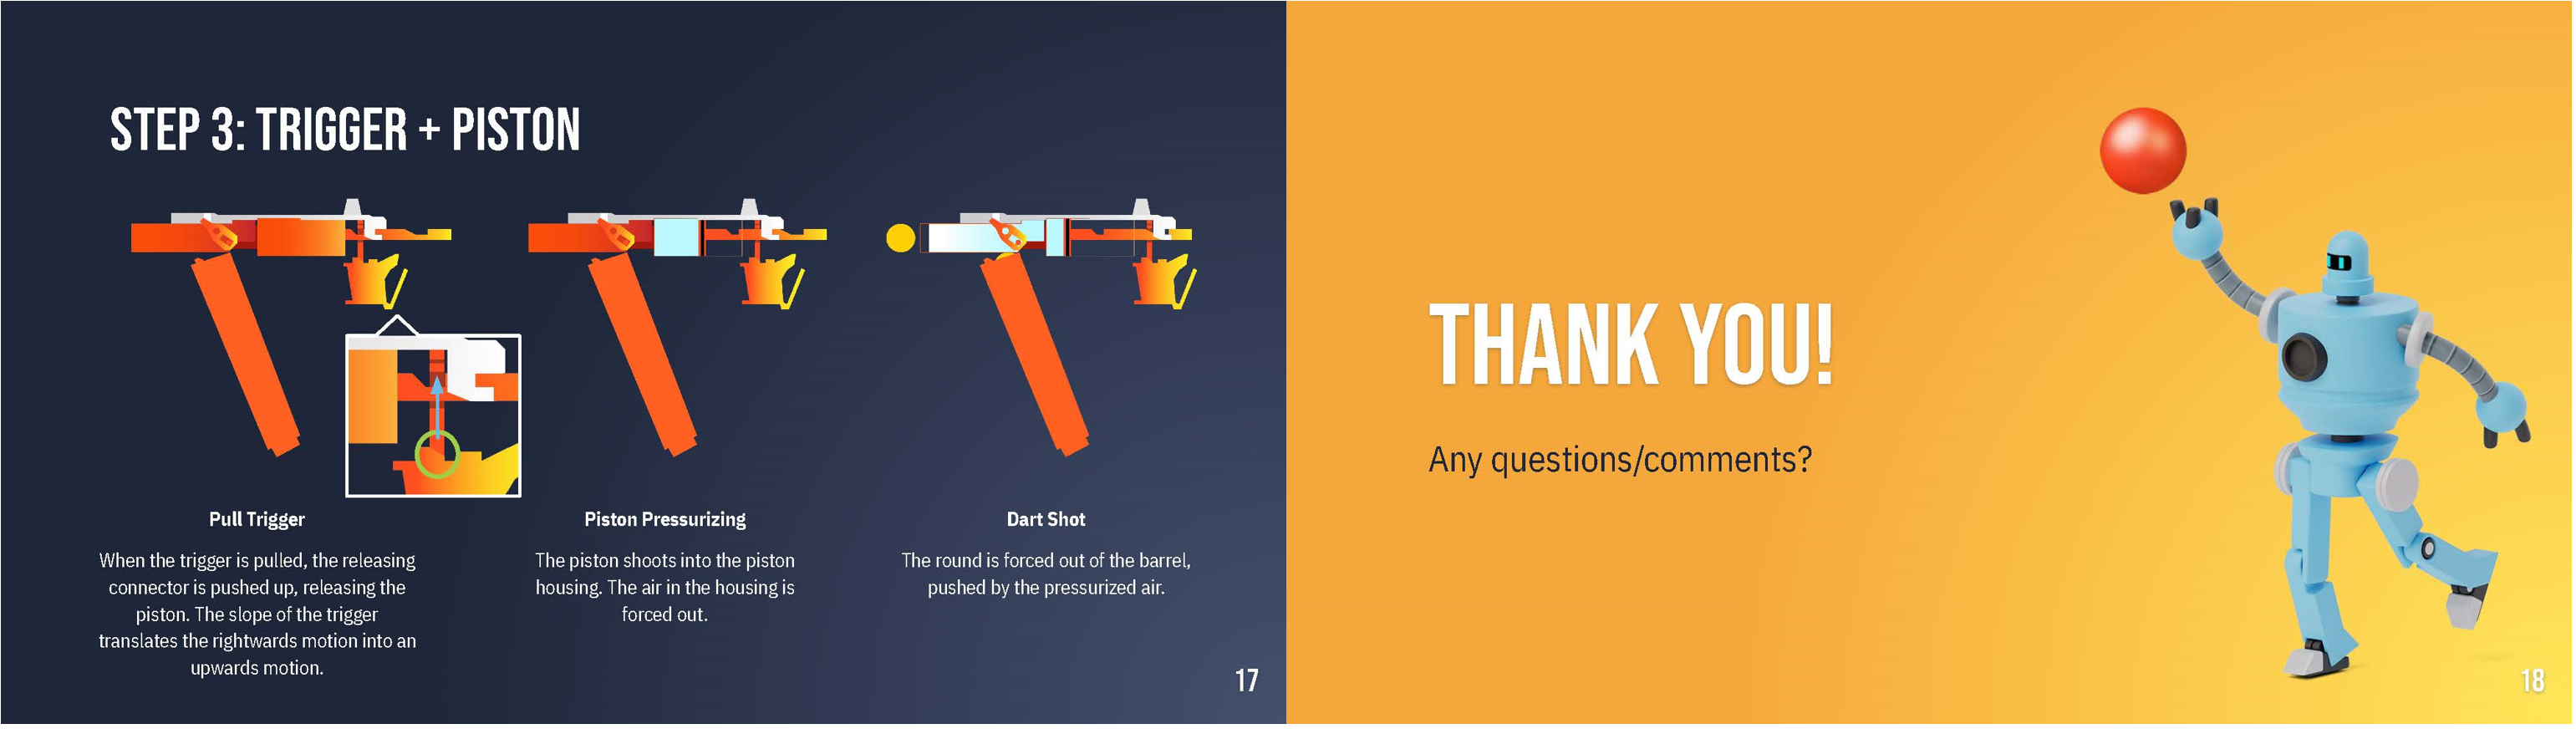 STEP 3: TRIGGER + PISTON
Pull Trigger
When the trigger is pulled, the releasing
connector is pushed up, releasing the
piston. The slope of the trigger
translates the rightwards motion into an
upwards motion.
Piston Pressurizing
The piston shoots into the piston
housing. The air in the housing is
forced out.
Dart Shot
The round is forced out of the barrel,
pushed by the pressurized air.
17
THANK YOU!
Any questions/comments?
18